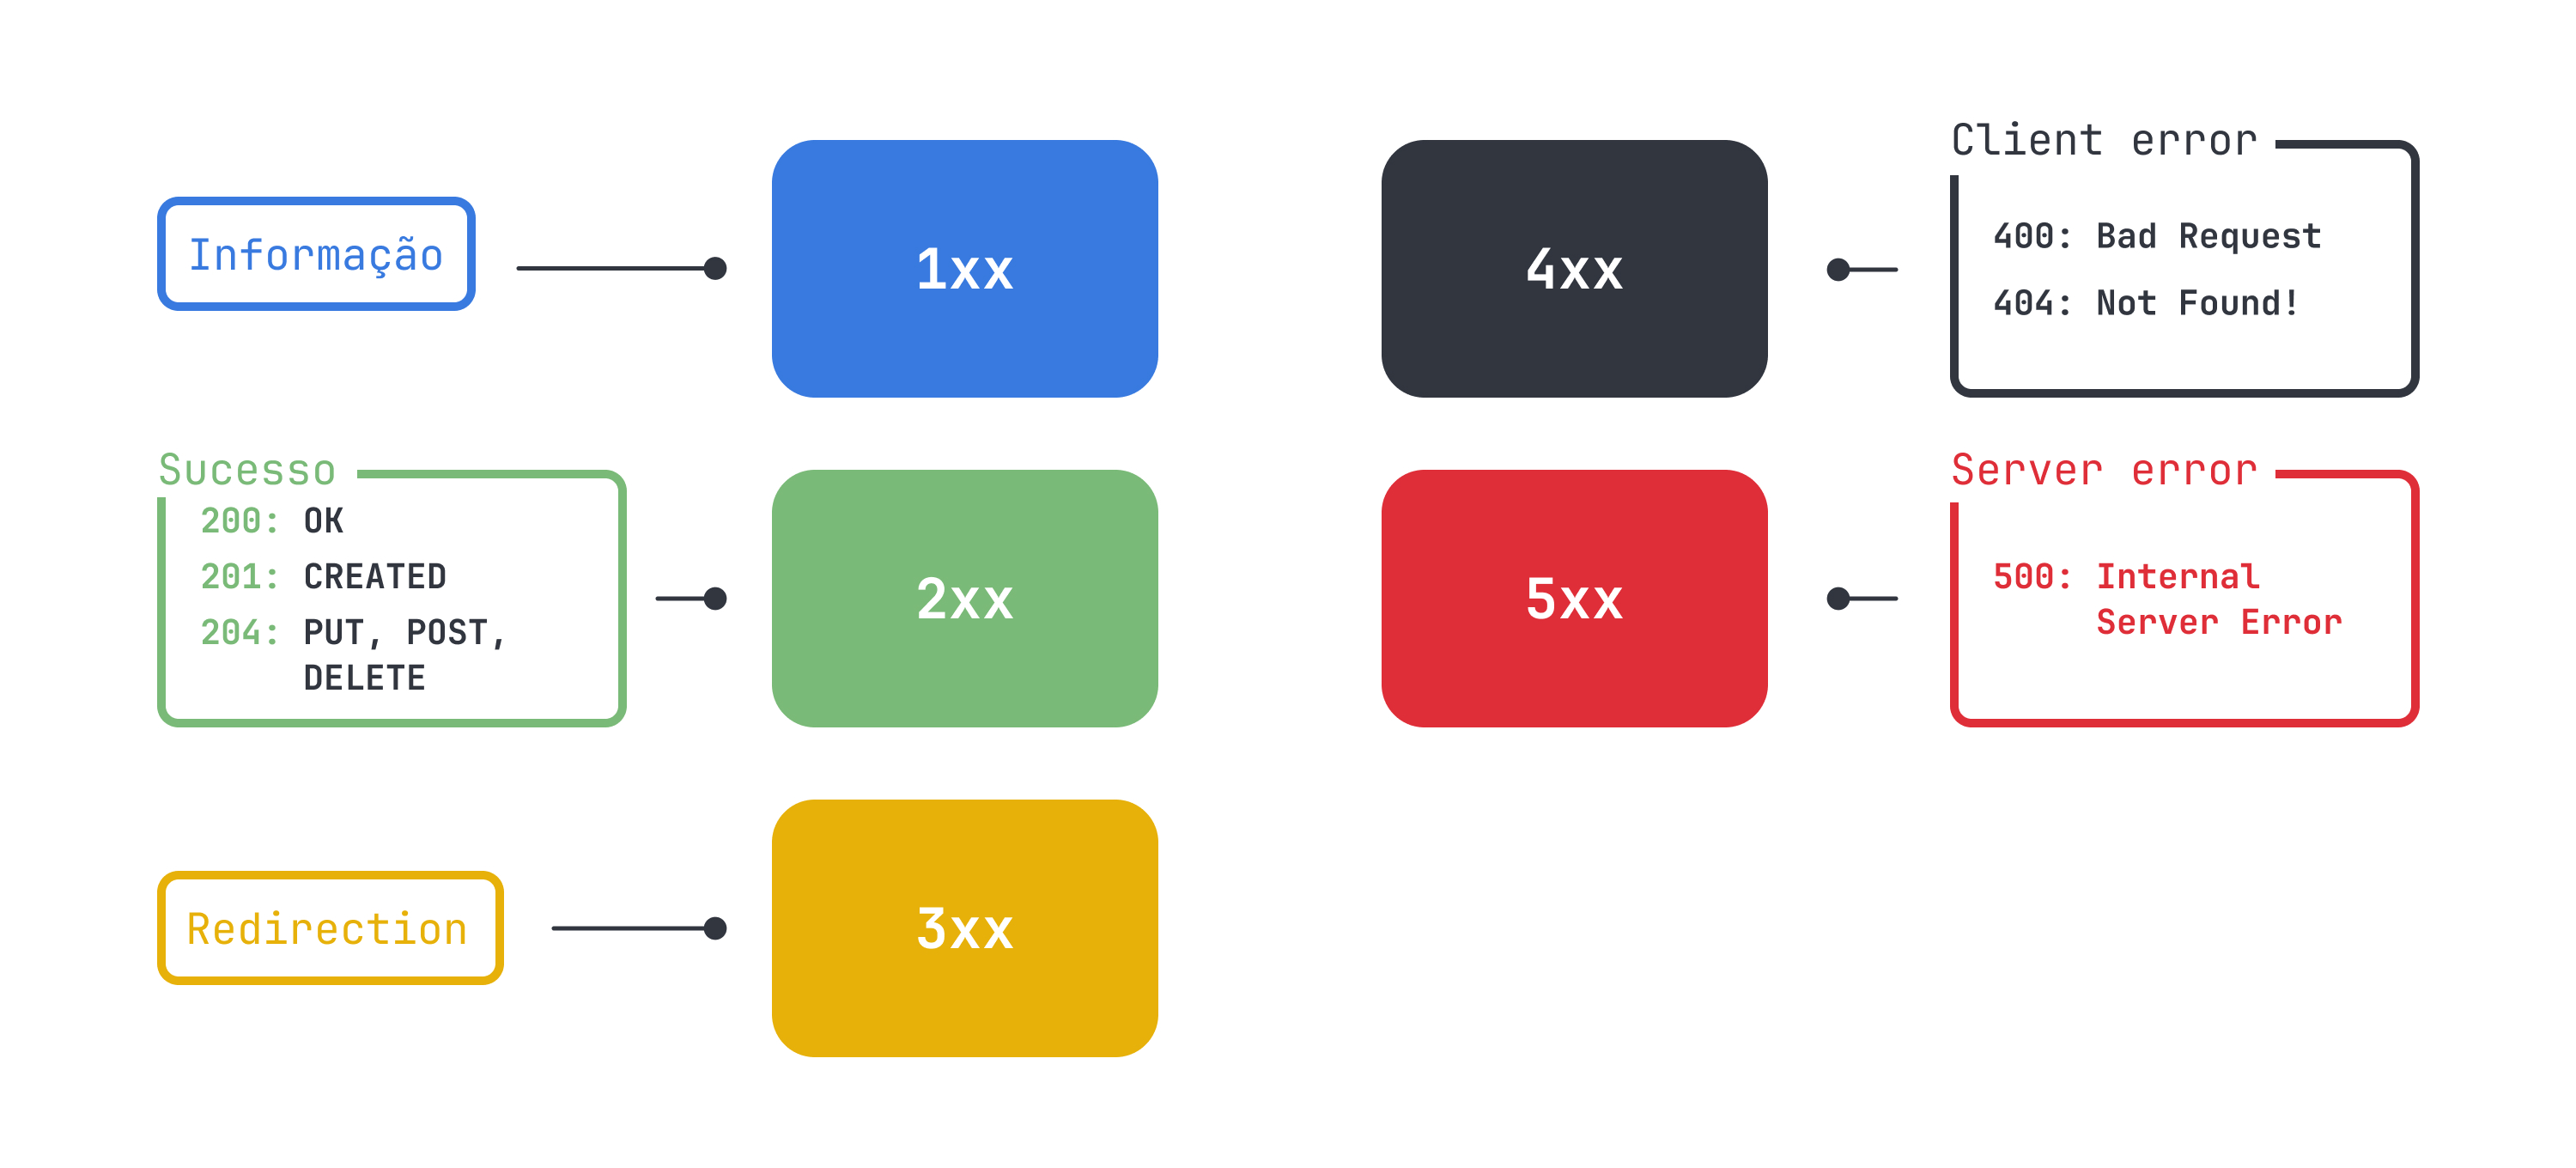 Informação
1xx
Sucesso
200: OK
201: CREATED
204: PUT, POST,
DELETE
2xx
Redirection
3xx
4xx
Client error
400: Bad Request
404: Not Found!
5xx
Server error
500: Internal
Server Error